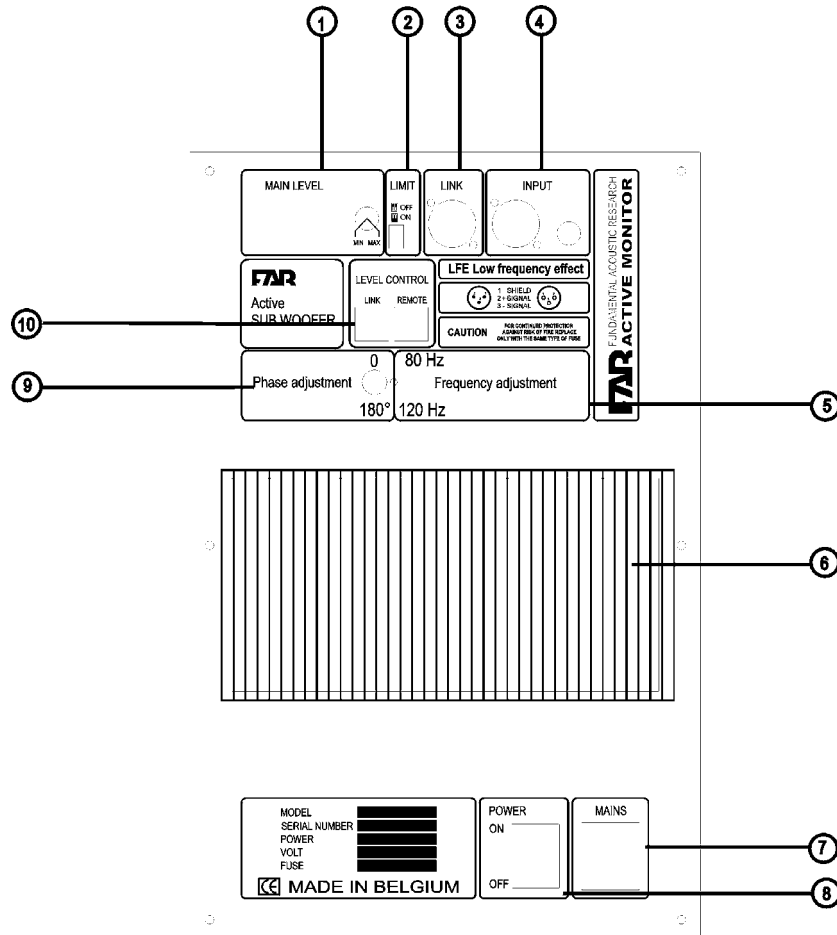 1 2 3 4
MAIN LEVEL
MIN MAX
LIMIT
OFF
ON
LINK
INPUT
FAR FUNDAMENTAL ACOUSTIC RESEARCH
ACTIVE MONITOR
FAR
Active
SUB WOOFER
LEVEL CONTROL
LINK REMOTE
LFE Low frequency effect
1 SHIELD
2 + SIGNAL
3 - SIGNAL
CAUTION
FOR CONTINUED PROTECTION
AGAINST RISK OF FIRE REPLACE
ONLY WITH THE SAME TYPE OF FUSE
10
0
Phase adjustment
180°
80 Hz
Frequency adjustment
120 Hz
9
5
6
MODEL
SERIAL NUMBER
POWER
VOLT
FUSE
CE MADE IN BELGIUM
POWER
ON
OFF
MAINS
7
8